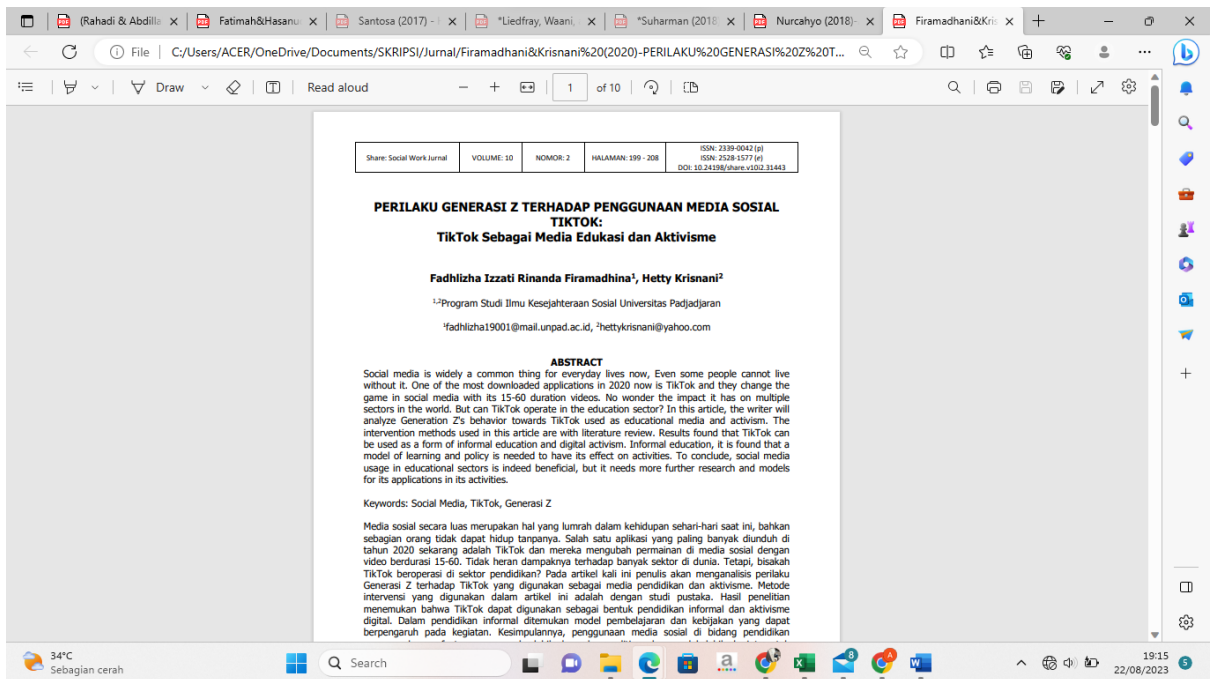 (Rahadi & Abdilla
Fatimah&Hasanu
Santosa (2017) -
*Liedfray, Waani,
*Suharman (2018)
Nurcahyo (2018)-
Firamadhani&Kris
File
C:/Users/ACER/OneDrive/Documents/SKRIPSI/Jurnal/Firamadhani&Krisnani%20(2020)-PERILAKU%20GENERASI%20Z%20T...
Draw
Read aloud
1 of 10
Share: Social Work Jurnal
VOLUME: 10
NOMOR: 2
HALAMAN: 199 - 208
ISSN: 2339-0042 (p)
ISSN: 2528-1577 (e)
DOI: 10.24198/share.v10i2.31443
PERILAKU GENERASI Z TERHADAP PENGGUNAAN MEDIA SOSIAL
TIKTOK:
TikTok Sebagai Media Edukasi dan Aktivisme
Fadhlizha Izzati Rinanda Firamadhina1, Hetty Krisnani2
1,2Program Studi Ilmu Kesejahteraan Sosial Universitas Padjadjaran
1fadhlizha19001@mail.unpad.ac.id, 2hettykrisnani@yahoo.com
ABSTRACT
Social media is widely a common thing for everyday lives now, Even some people cannot live
without it. One of the most downloaded applications in 2020 now is TikTok and they change the
game in social media with its 15-60 duration videos. No wonder the impact it has on multiple
sectors in the world. But can TikTok operate in the education sector? In this article, the writer will
analyze Generation Z's behavior towards TikTok used as educational media and activism. The
intervention methods used in this article are with literature review. Results found that TikTok can
be used as a form of informal education and digital activism. Informal education, it is found that a
model of learning and policy is needed to have its effect on activities. To conclude, social media
usage in educational sectors is indeed beneficial, but it needs more further research and models
for its applications in its activities.
Keywords: Social Media, TikTok, Generasi Z
Media sosial secara luas merupakan hal yang lumrah dalam kehidupan sehari-hari saat ini, bahkan
sebagian orang tidak dapat hidup tanpanya. Salah satu aplikasi yang paling banyak diunduh di
tahun 2020 sekarang adalah TikTok dan mereka mengubah permainan di media sosial dengan
video berdurasi 15-60. Tidak heran dampaknya terhadap banyak sektor di dunia. Tetapi, bisakah
TikTok beroperasi di sektor pendidikan? Pada artikel kali ini penulis akan menganalisis perilaku
Generasi Z terhadap TikTok yang digunakan sebagai media pendidikan dan aktivisme. Metode
intervensi yang digunakan dalam artikel ini adalah dengan studi pustaka. Hasil penelitian
menemukan bahwa TikTok dapat digunakan sebagai bentuk pendidikan informal dan aktivisme
digital. Dalam pendidikan informal ditemukan model pembelajaran dan kebijakan yang dapat
berpengaruh pada kegiatan. Kesimpulannya, penggunaan media sosial di bidang pendidikan
34°C
Sebagian cerah
Search
8
19:15
22/08/2023
5